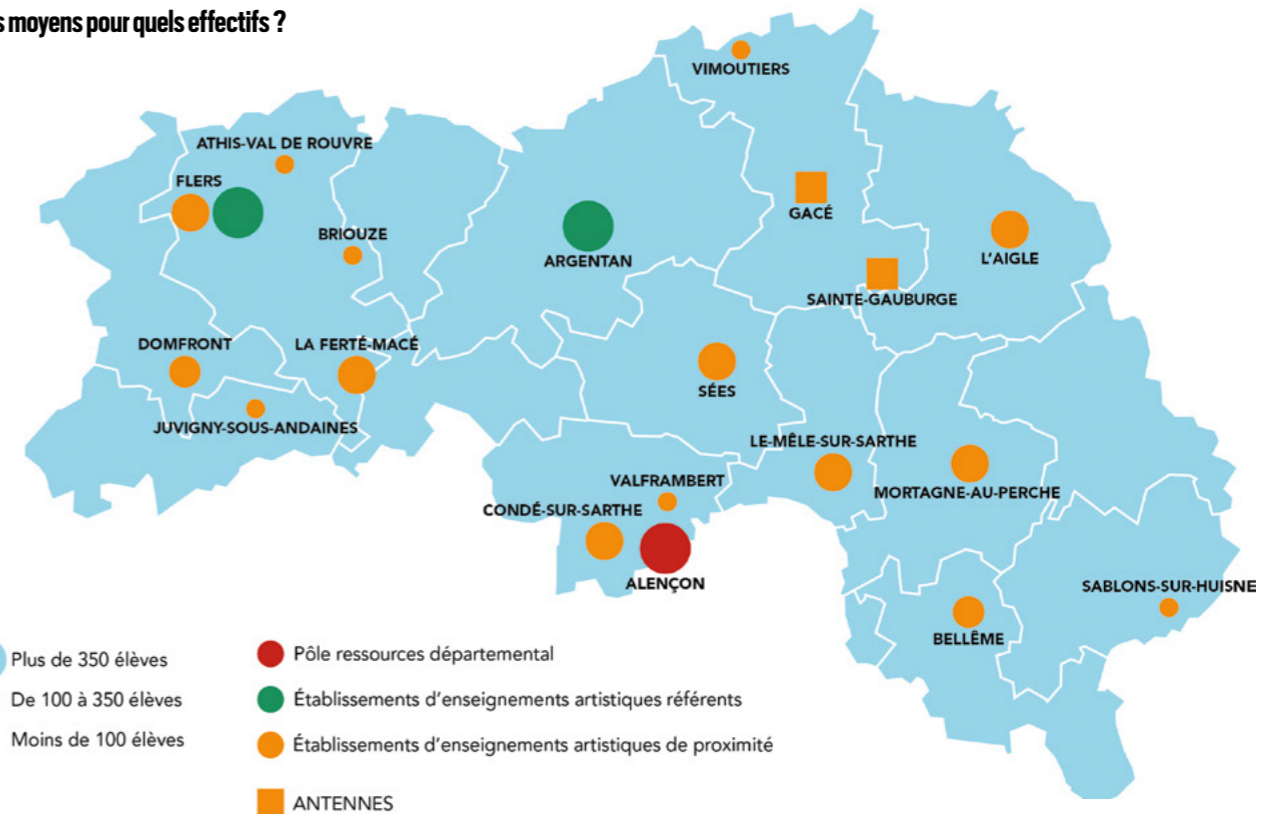 s moyens pour quels effectifs ?
VIMOUTIERS
ATHIS-VAL DE ROUVRE
FLERS
GACÉ
BRIOUZE
ARGENTAN
L'AIGLE
SAINTE-GAUBURGE
DOMFRONT
LA FERTÉ-MACÉ
SÉES
JUVIGNY-SOUS-ANDAINES
LE-MÊLE-SUR-SARTHE
VALFRAMBERT
MORTAGNE-AU-PERCHE
CONDÉ-SUR-SARTHE
ALENÇON
SABLONS-SUR-HUISNE
BELLÊME
Plus de 350 élèves
De 100 à 350 élèves
Moins de 100 élèves
Pôle ressources départemental
Établissements d'enseignements artistiques référents
Établissements d'enseignements artistiques de proximité
ANTENNES